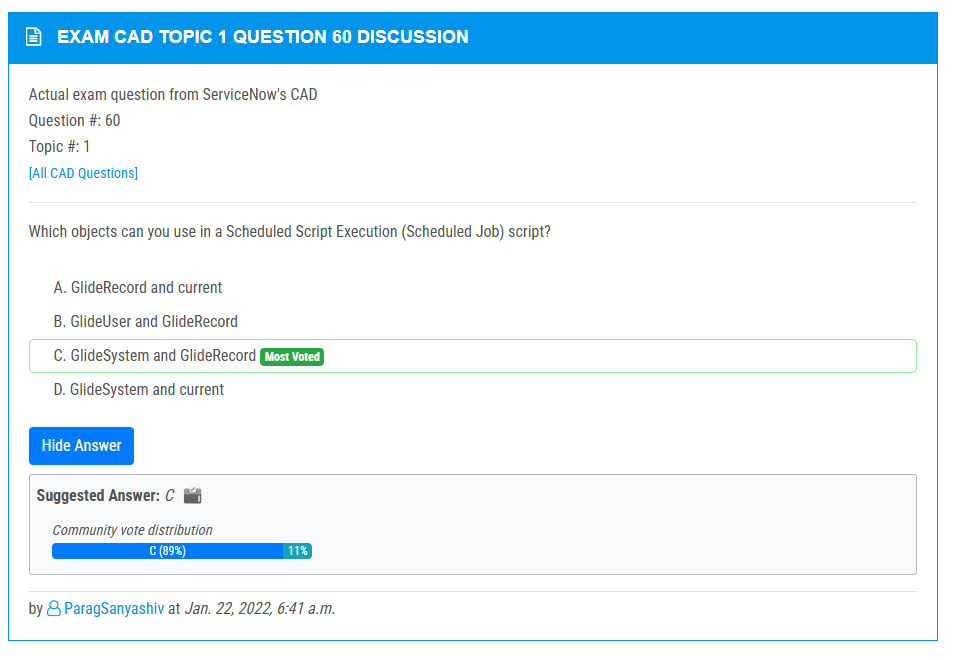 EXAM CAD TOPIC 1 QUESTION 60 DISCUSSION
Actual exam question from ServiceNow's CAD
Question #: 60
Topic #: 1
[All CAD Questions]
Which objects can you use in a Scheduled Script Execution (Scheduled Job) script?
A. GlideRecord and current
B. GlideUser and GlideRecord
C. GlideSystem and GlideRecord Most Voted
D. GlideSystem and current
Hide Answer
Suggested Answer: C
Community vote distribution
C (89%) 11%
by ParagSanyashiv at Jan. 22, 2022, 6:41 a.m.